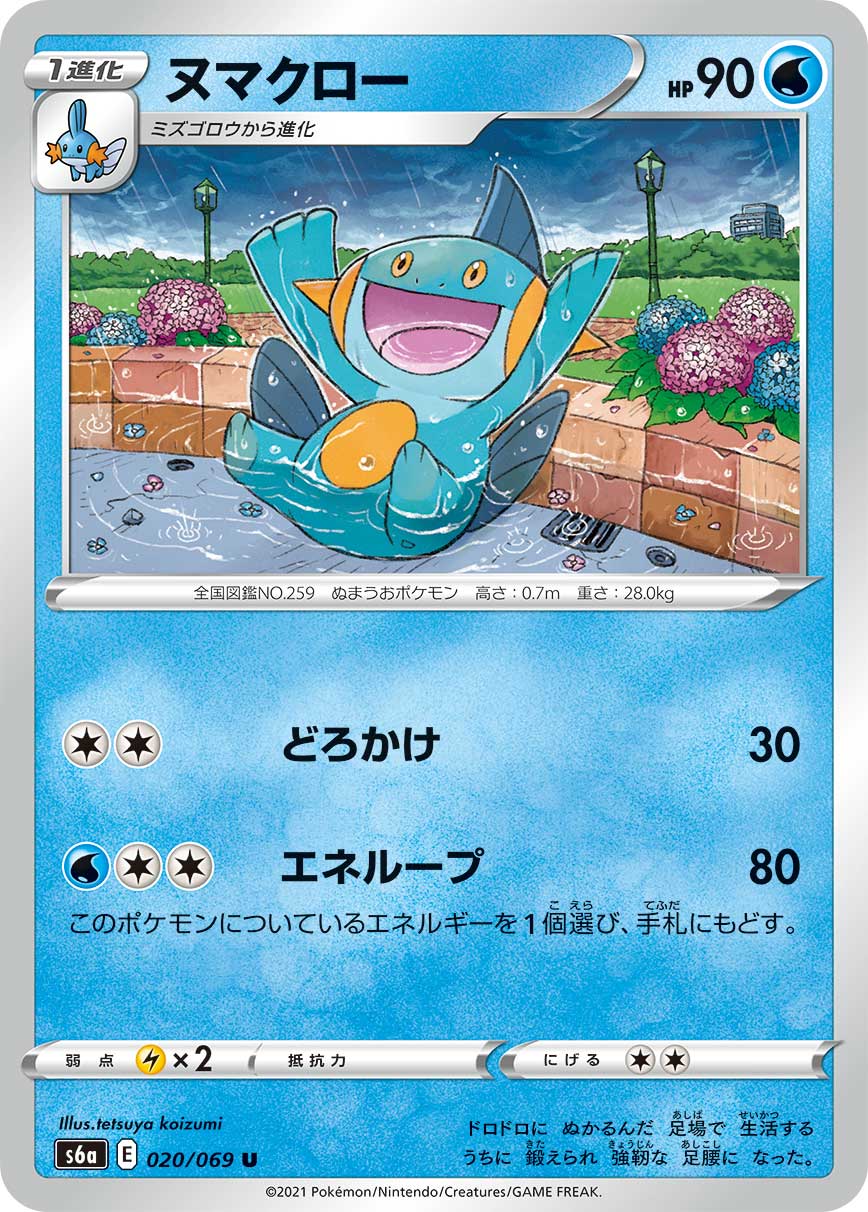 1進化
ヌマクロー
HP90
ミズゴロウから進化
全国図鑑NO.259 ぬまうおポケモン 高さ:0.7m 重さ:28.0kg
どろかけ 30
エネループ 80
このポケモンについているエネルギーを1個選び、手札にもどす。
弱点 ×2 抵抗力 にげる
Illus.tetsuya koizumi
s6a E 020/069 U
ドロドロに ぬかるんだ 足場で 生活する
うちに 鍛えられ 強靭な 足腰に なった。
©2021 Pokémon/Nintendo/Creatures/GAME FREAK.